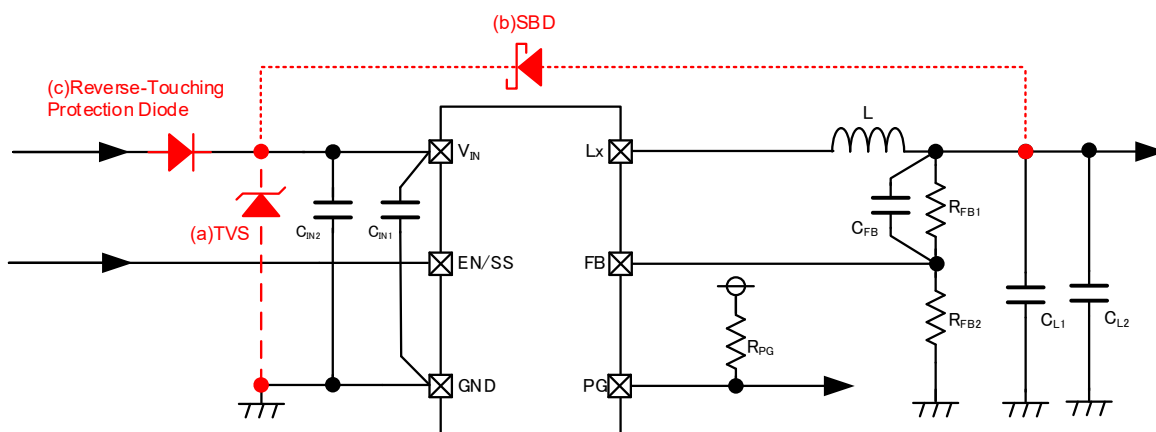 (b)SBD
(c)Reverse-Touching
Protection Diode
L
VIN
Lx
RFB1
CFB
(a)TVS
CIN2
CIN1
EN/SS
FB
RFB2
CL1
CL2
RPG
GND
PG